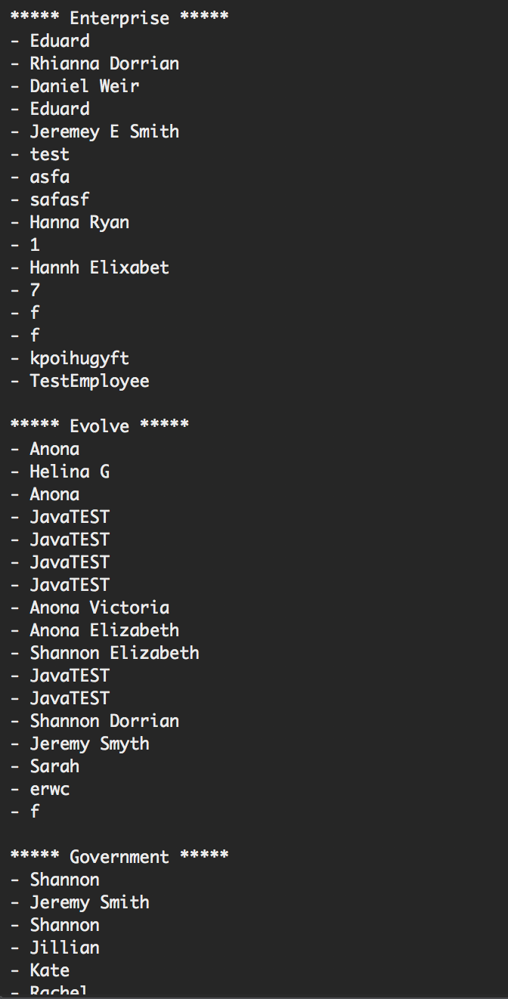 ***** Enterprise *****
- Eduard
- Rhianna Dorrian
- Daniel Weir
- Eduard
- Jeremey E Smith
- test
- asfa
- safasf
- Hanna Ryan
- 1
- Hannh Elixabet
- 7
- f
- f
- kpoihugyft
- TestEmployee

***** Evolve *****
- Anona
- Helina G
- Anona
- JavaTEST
- JavaTEST
- JavaTEST
- JavaTEST
- Anona Victoria
- Anona Elizabeth
- Shannon Elizabeth
- JavaTEST
- JavaTEST
- Shannon Dorrian
- Jeremy Smyth
- Sarah
- erwc
- f

***** Government *****
- Shannon
- Jeremy Smith
- Shannon
- Jillian
- Kate
- Rachel